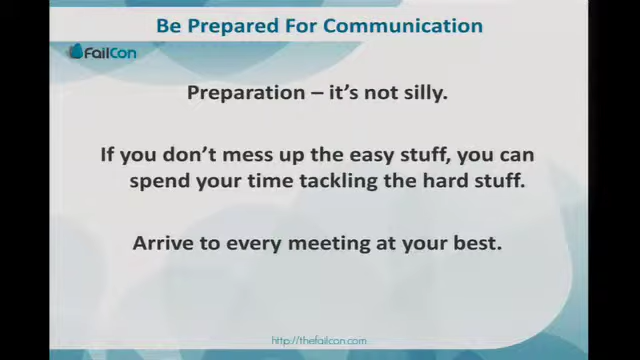 Be Prepared For Communication
FailCon
Preparation – it's not silly.
If you don't mess up the easy stuff, you can
spend your time tackling the hard stuff.
Arrive to every meeting at your best.
http://thefailcon.com